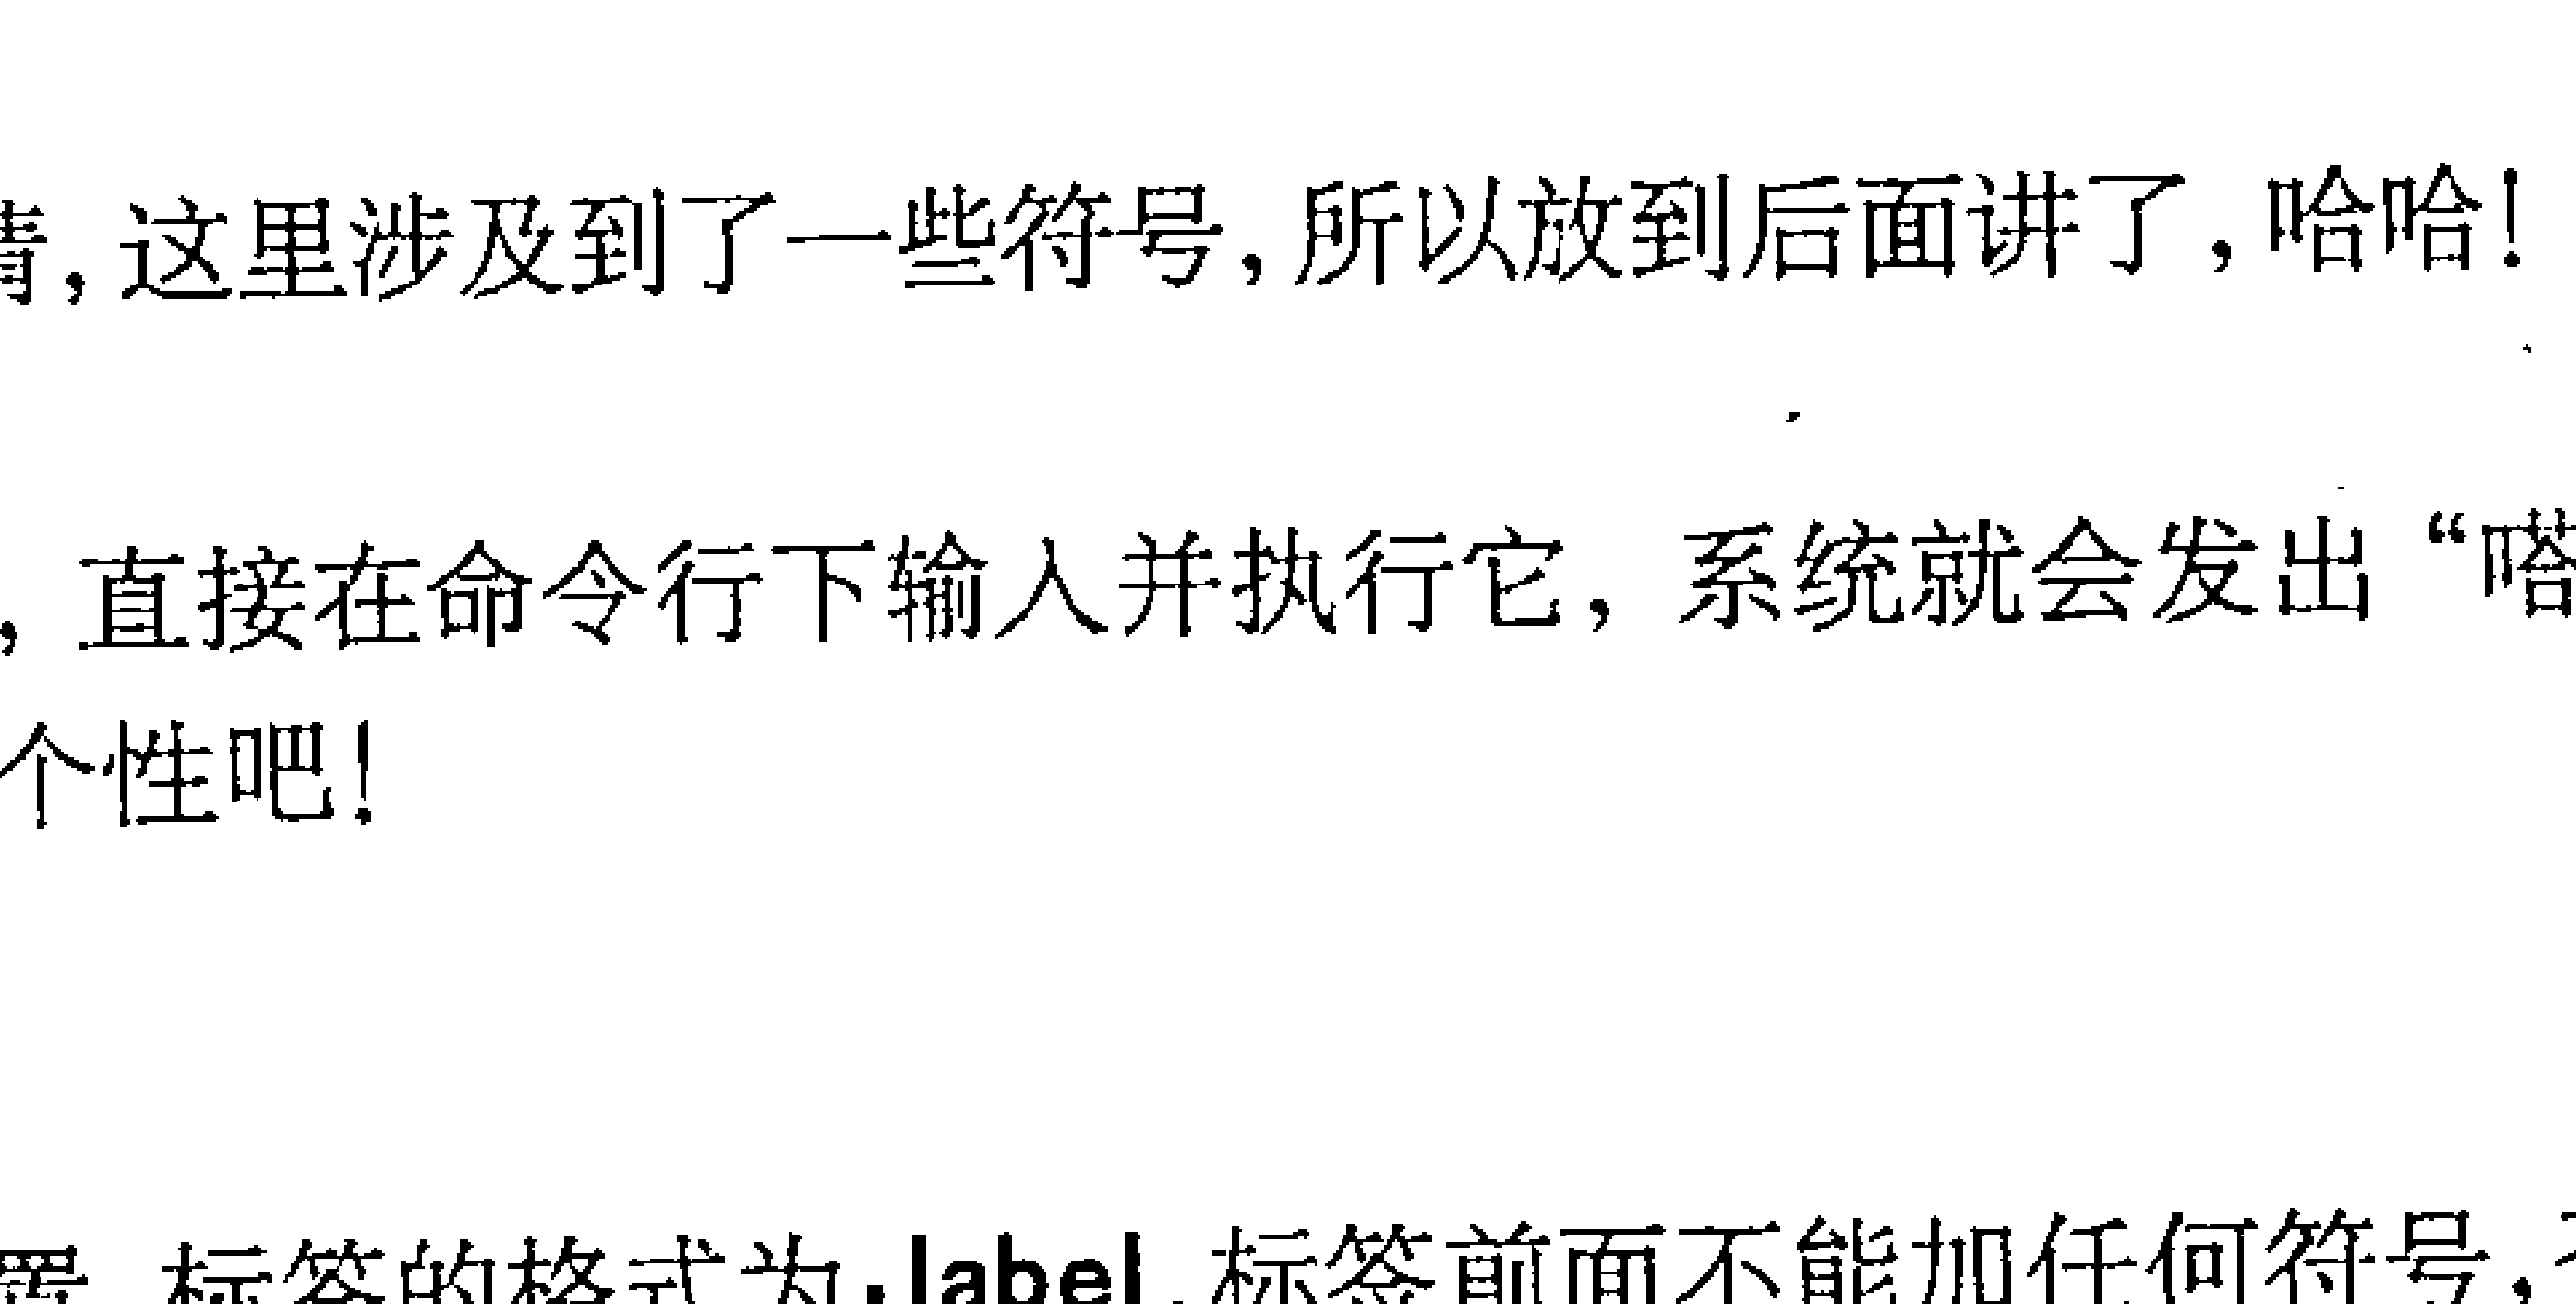 ，这里涉及到了一些符号，所以放到后面讲了，哈哈！
，直接在命令行下输入并执行它，系统就会发出“嗒
个性吧！
标签的格式为:label，标签前面不能加任何符号，